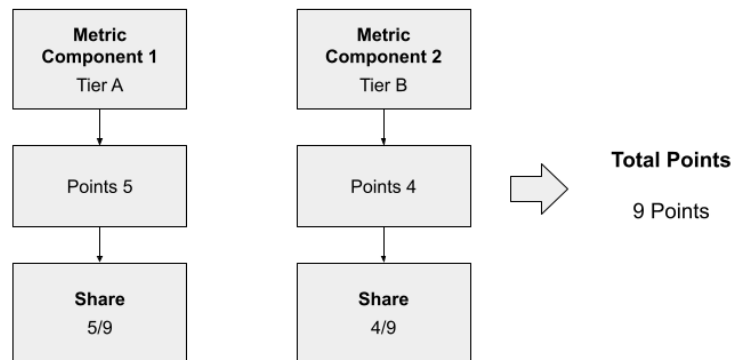 Metric
Component 1
Tier A
Metric
Component 2
Tier B
Points 5
Points 4
Total Points
9 Points
Share
5/9
Share
4/9